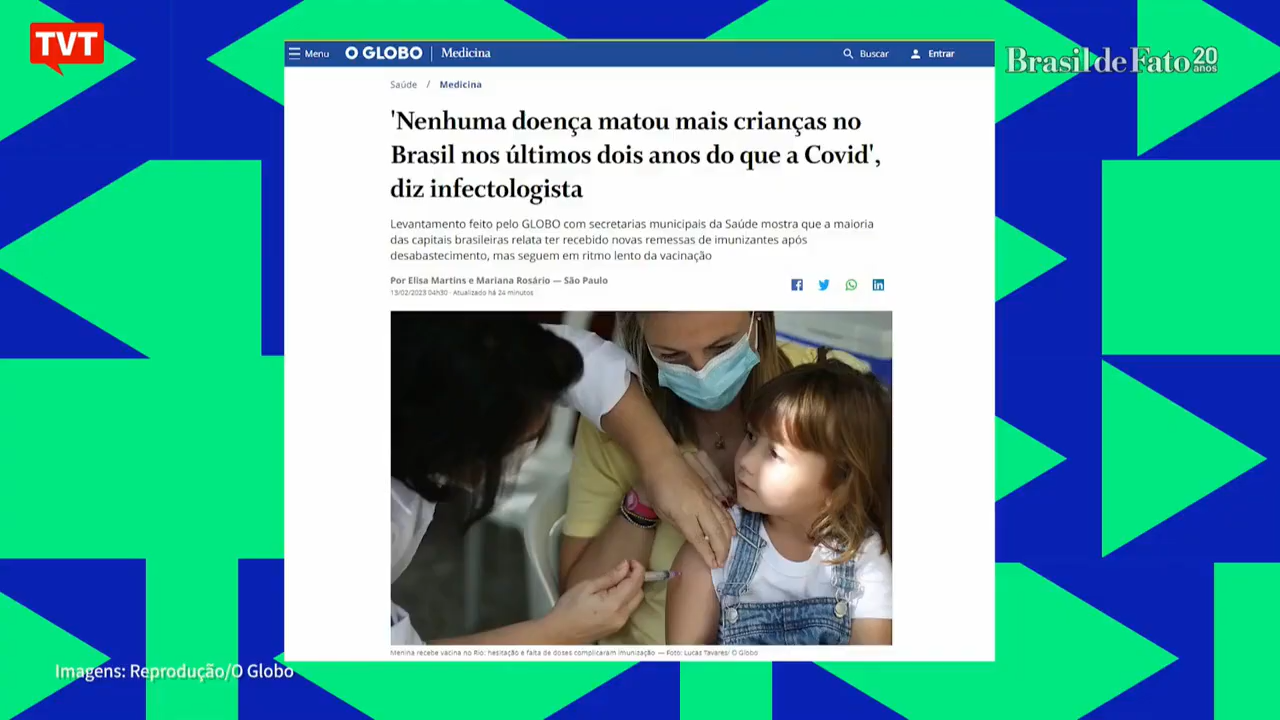 TVT
Menu
O GLOBO
Medicina
Buscar
Entrar
Brasil de Fato 20 anos
Saúde / Medicina
'Nenhuma doença matou mais crianças no
Brasil nos últimos dois anos do que a Covid',
diz infectologista
Levantamento feito pelo GLOBO com secretarias municipais da Saúde mostra que a maioria
das capitais brasileiras relata ter recebido novas remessas de imunizantes após
desabastecimento, mas seguem em ritmo lento da vacinação
Por Elisa Martins e Mariana Rosário — São Paulo
13/02/2023 04h30 · Atualizado há 24 minutos
Menina recebe vacina no Rio: hesitação e falta de doses complicaram imunização — Foto: Lucas Tavares/ O Globo
Imagens: Reprodução/O Globo